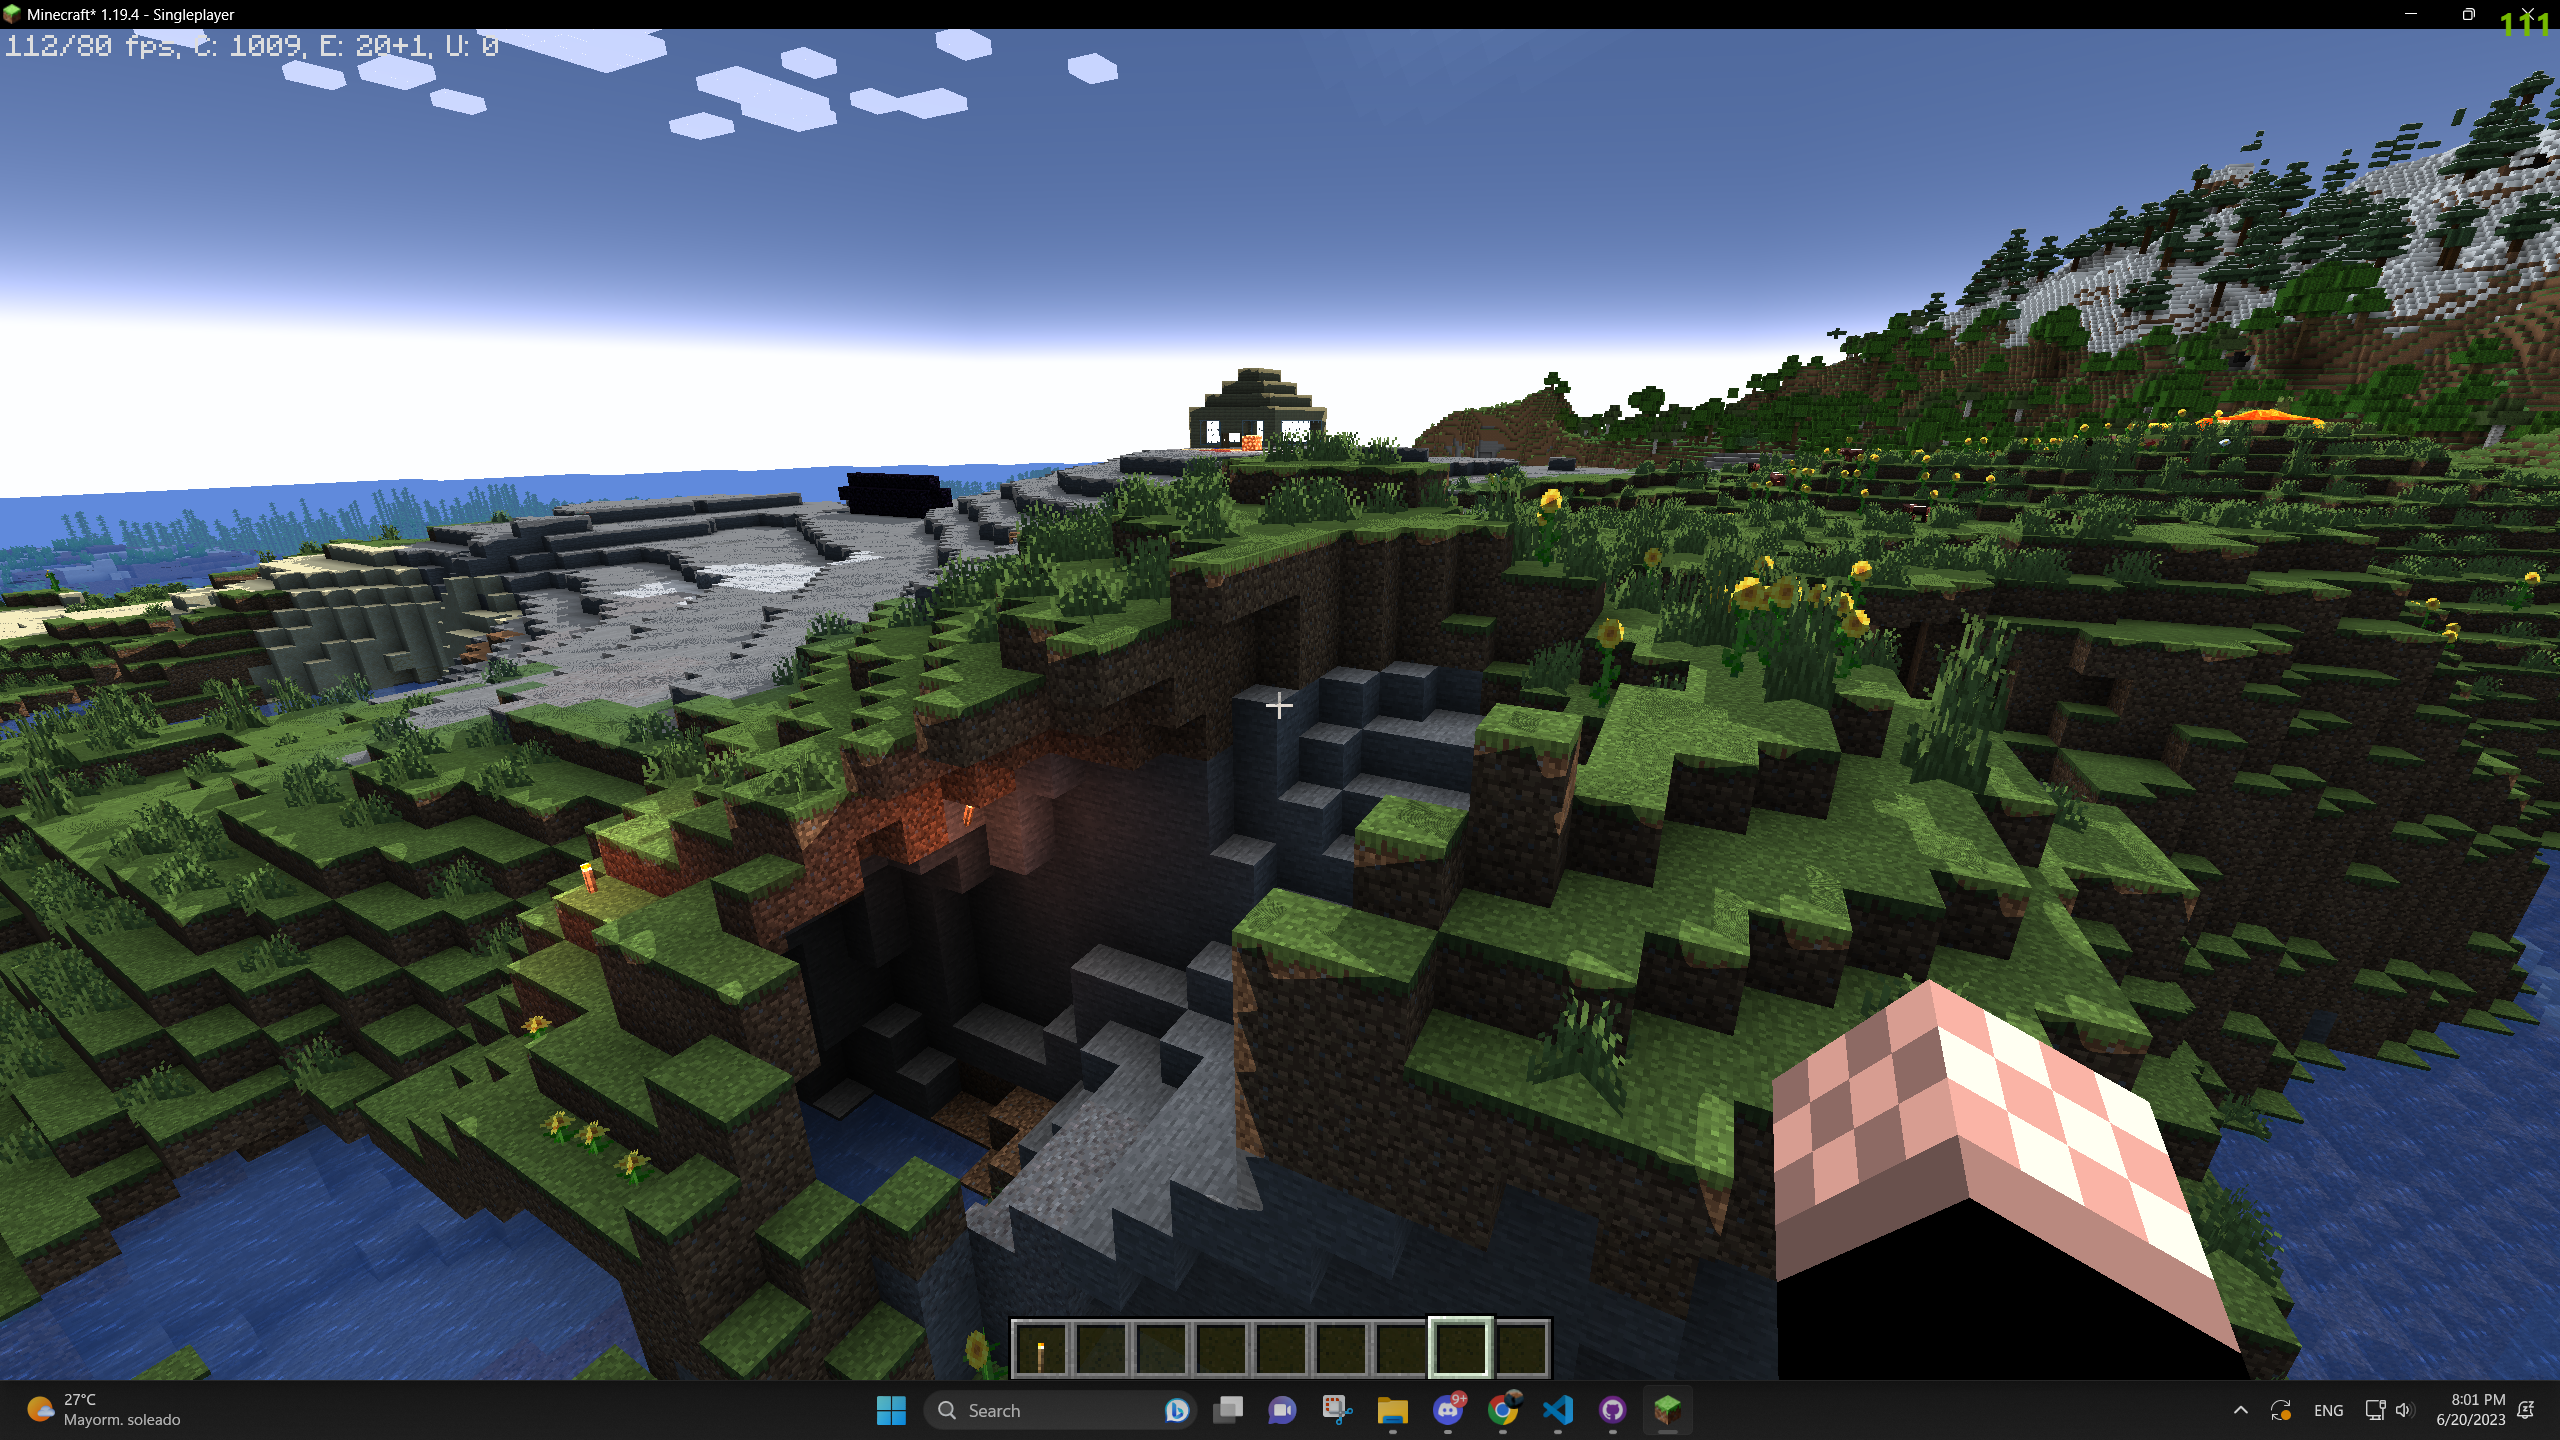 Minecraft* 1.19.4 - Singleplayer
111
112/80 fps, C: 1009, E: 20+1, U: 0
27°C
Mayorm. soleado
Search
9+
ENG
8:01 PM
6/20/2023